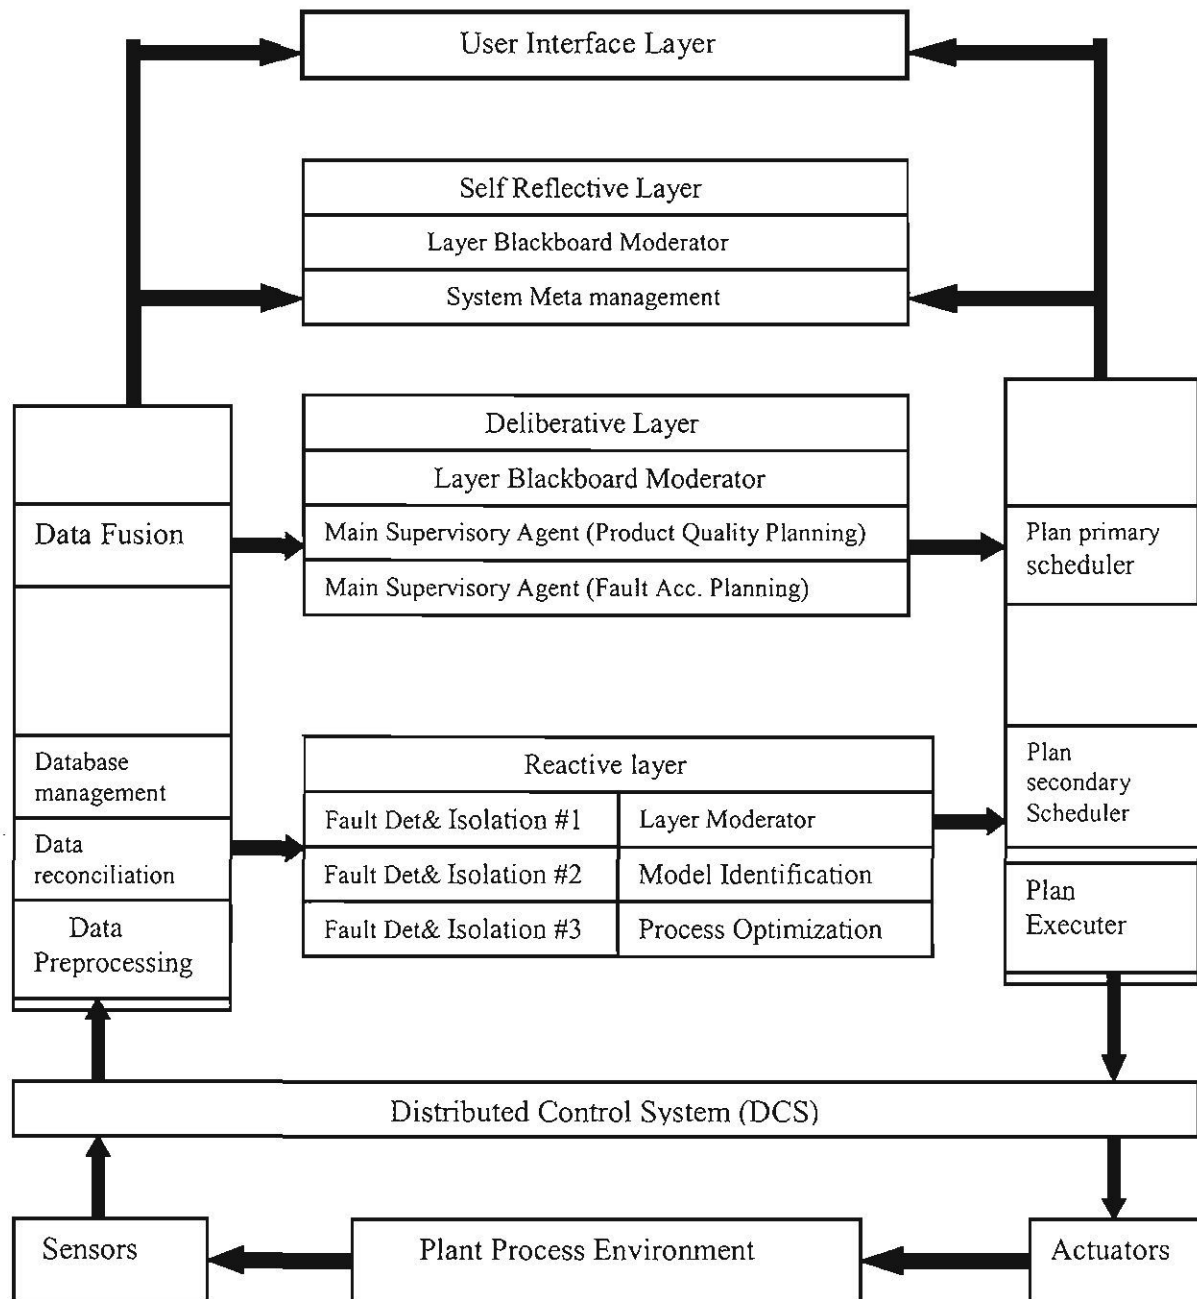 User Interface Layer
Self Reflective Layer
Layer Blackboard Moderator
System Meta management
Deliberative Layer
Layer Blackboard Moderator
Main Supervisory Agent (Product Quality Planning)
Main Supervisory Agent (Fault Acc. Planning)
Data Fusion
Plan primary
scheduler
Database
management
Data
reconciliation
Data
Preprocessing
Reactive layer
Fault Det& Isolation #1
Layer Moderator
Fault Det& Isolation #2
Model Identification
Fault Det& Isolation #3
Process Optimization
Plan
secondary
Scheduler
Plan
Executer
Distributed Control System (DCS)
Sensors
Plant Process Environment
Actuators